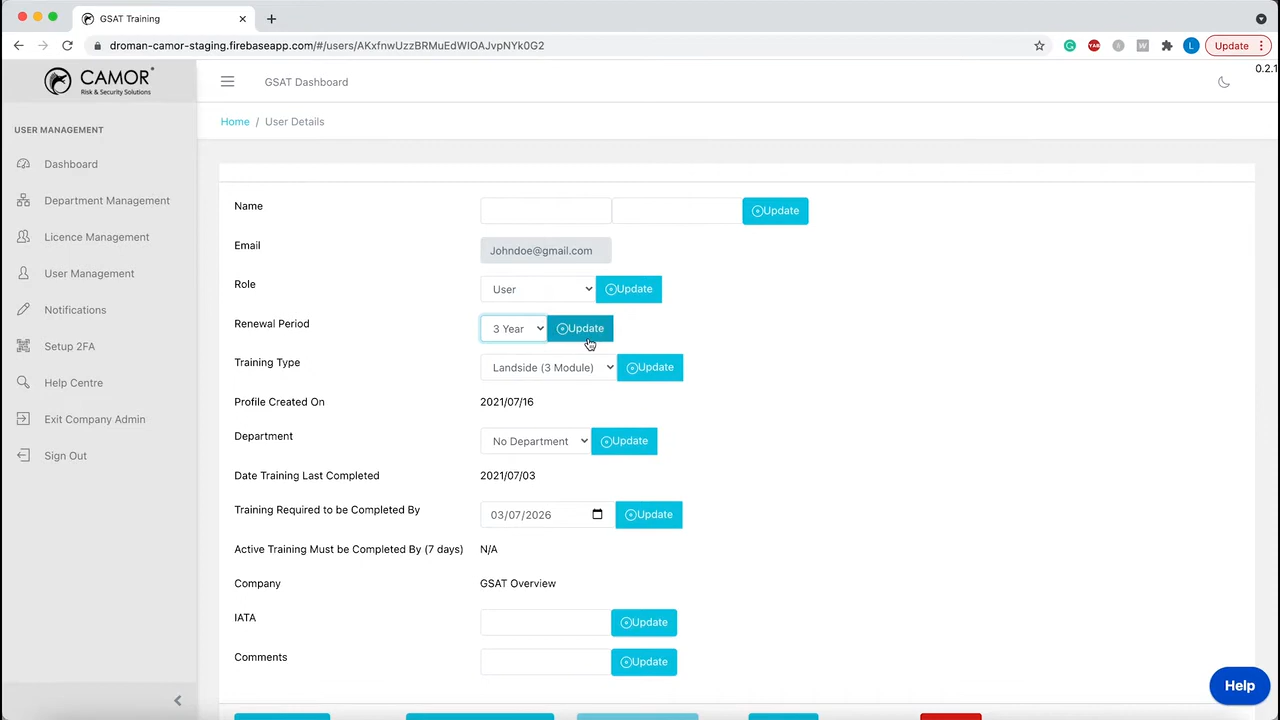 GSAT Training
droman-camor-staging.firebaseapp.com/#/users/AKxfnwUzzBRMuEdWIOAJvpNYk0G2
YAB
W
L
Update
CAMOR®
Risk & Security Solutions
GSAT Dashboard
0.2.1
Home / User Details
USER MANAGEMENT
Dashboard
Department Management
Licence Management
User Management
Notifications
Setup 2FA
Help Centre
Exit Company Admin
Sign Out
Name Update
Email Johndoe@gmail.com
Role User Update
Renewal Period 3 Year Update
Training Type Landside (3 Module) Update
Profile Created On 2021/07/16
Department No Department Update
Date Training Last Completed 2021/07/03
Training Required to be Completed By 03/07/2026 Update
Active Training Must be Completed By (7 days) N/A
Company GSAT Overview
IATA Update
Comments Update
Help